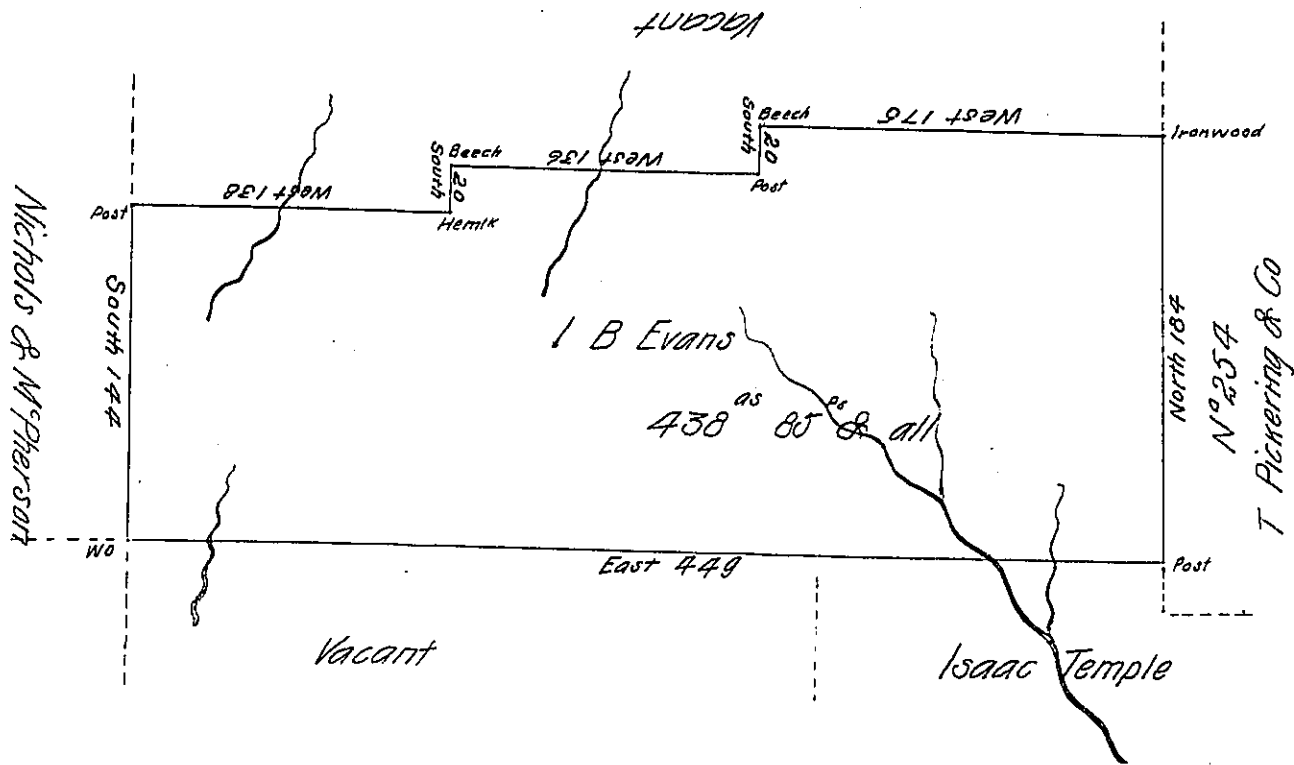 Vacant
West 175
Beech
South
20
Post
Ironwood
West 136
Beech
South
20
Hemlk
West 138
Post
South 144
Nichols & McPherson
North 184
No 254
T Pickering & Co
I B Evans
438 as 85 ps & all
WO
East 449
Post
Vacant
Isaac Temple